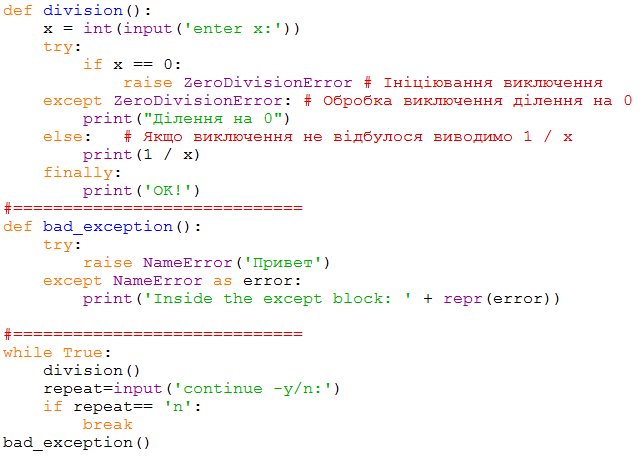 def division():
    x = int(input('enter x:'))
    try:
        if x == 0:
            raise ZeroDivisionError # Ініціювання виключення
    except ZeroDivisionError: # Обробка виключення ділення на 0
        print("Ділення на 0")
    else:   # Якщо виключення не відбулося виводимо 1 / x
        print(1 / x)
    finally:
        print('OK!')
#=============================
def bad_exception():
    try:
        raise NameError('Привет')
    except NameError as error:
        print('Inside the except block: ' + repr(error))
#=============================
while True:
    division()
    repeat=input('continue -y/n:')
    if repeat== 'n':
        break
bad_exception()